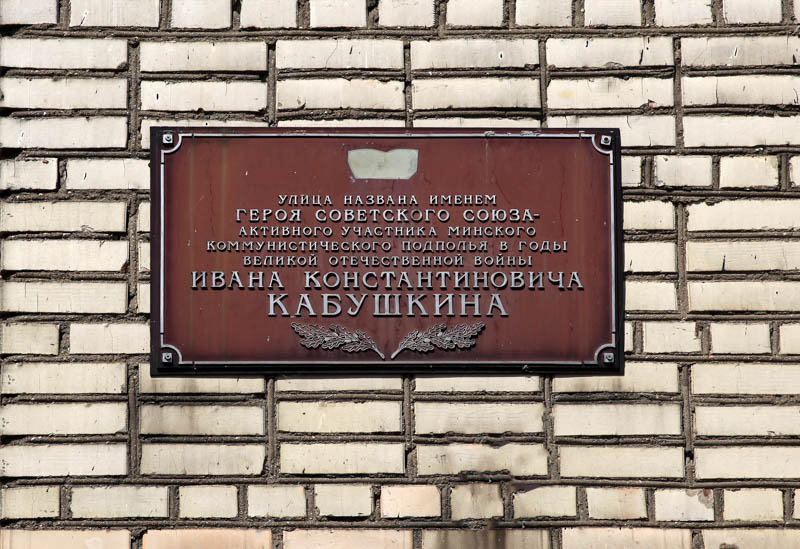 УЛИЦА НАЗВАНА ИМЕНЕМ
ГЕРОЯ СОВЕТСКОГО СОЮЗА-
АКТИВНОГО УЧАСТНИКА МИНСКОГО
КОММУНИСТИЧЕСКОГО ПОДПОЛЬЯ В ГОДЫ
ВЕЛИКОЙ ОТЕЧЕСТВЕННОЙ ВОЙНЫ
ИВАНА КОНСТАНТИНОВИЧА
КАБУШКИНА